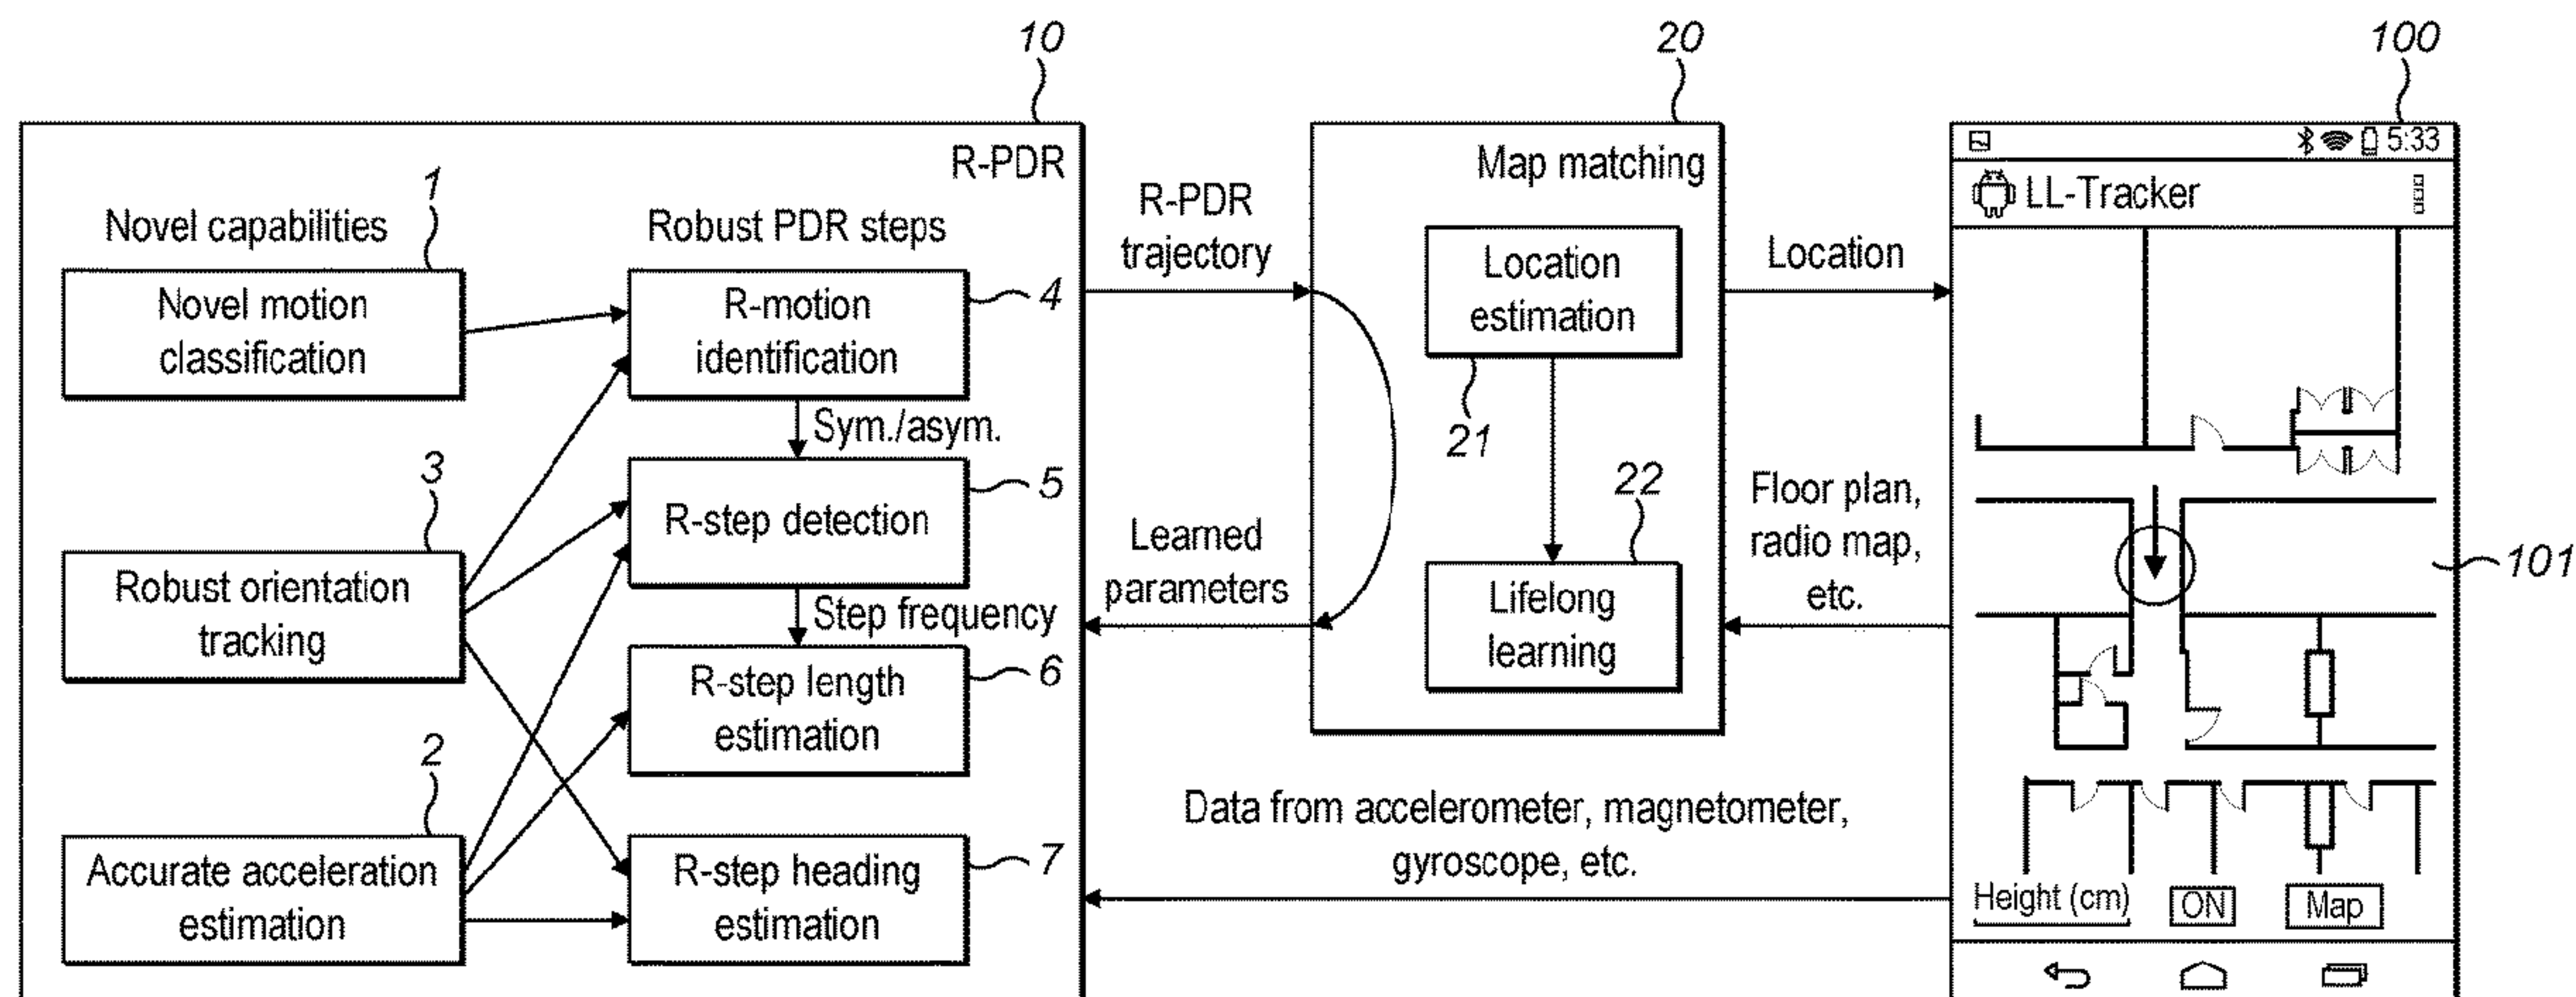 10
20
100
R-PDR
Novel capabilities
Robust PDR steps
1
Novel motion
classification
3
Robust orientation
tracking
2
Accurate acceleration
estimation
R-motion
identification
4
Sym./asym.
R-step detection
5
Step frequency
R-step length
estimation
6
R-step heading
estimation
7
R-PDR
trajectory
Learned
parameters
Map matching
Location
estimation
21
22
Lifelong
learning
Location
Floor plan,
radio map,
etc.
Data from accelerometer, magnetometer,
gyroscope, etc.
5:33
LL-Tracker
101
Height (cm)
ON
Map